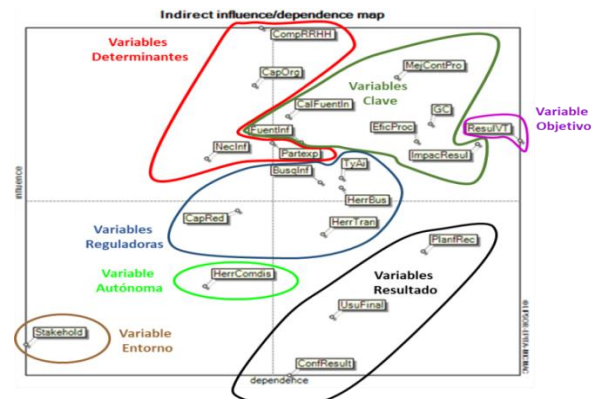 Indirect influence/dependence map
Variables
Determinantes
CompRRHH
CapOrg
MejContPro
Variables
Clave
CalFuentIn
GC
Variable
Objetivo
FuentInf
EficProc
ResulVT
NecInf
Partexp
ImpacResul
BusqInf
TyAi
HerrBus
CapRed
HerrTran
Variables
Reguladoras
PlanfRec
Variable
Autónoma
HerrComdis
Variables
Resultado
UsuFinal
Stakehold
Variable
Entorno
ConfResult
dependence
influence